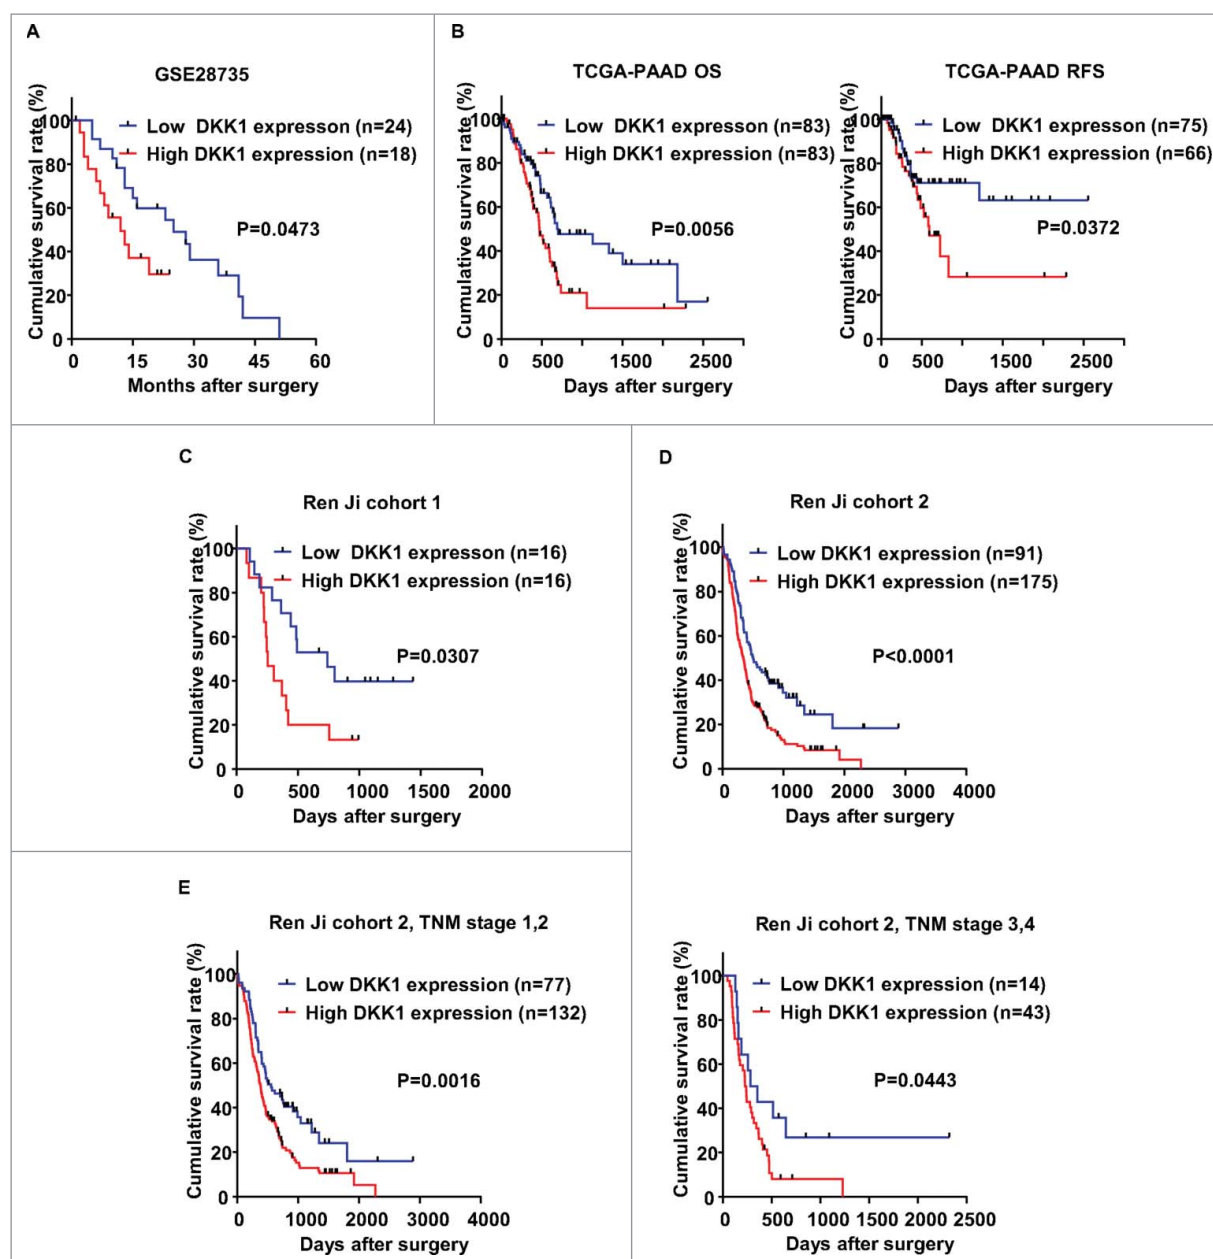 A
GSE28735
Cumulative survival rate (%)
100
80
60
40
20
0
Low DKK1 expresson (n=24)
High DKK1 expression (n=18)
P=0.0473
0 15 30 45 60
Months after surgery
B
TCGA-PAAD OS
Cumulative survival rate (%)
100
80
60
40
20
0
Low DKK1 expresson (n=83)
High DKK1 expression (n=83)
P=0.0056
0 500 1500 2500
Days after surgery
TCGA-PAAD RFS
Cumulative survival rate (%)
100
80
60
40
20
0
Low DKK1 expresson (n=75)
High DKK1 expression (n=66)
P=0.0372
0 500 1500 2500
Days after surgery
C
Ren Ji cohort 1
Cumulative survival rate (%)
100
80
60
40
20
0
Low DKK1 expresson (n=16)
High DKK1 expression (n=16)
P=0.0307
0 500 1000 1500 2000
Days after surgery
D
Ren Ji cohort 2
Cumulative survival rate (%)
100
80
60
40
20
0
Low DKK1 expresson (n=91)
High DKK1 expression (n=175)
P<0.0001
0 1000 2000 3000 4000
Days after surgery
E
Ren Ji cohort 2, TNM stage 1,2
Cumulative survival rate (%)
100
80
60
40
20
0
Low DKK1 expression (n=77)
High DKK1 expression (n=132)
P=0.0016
0 1000 2000 3000 4000
Days after surgery
Ren Ji cohort 2, TNM stage 3,4
Cumulative survival rate (%)
100
80
60
40
20
0
Low DKK1 expression (n=14)
High DKK1 expression (n=43)
P=0.0443
0 500 1000 1500 2000 2500
Days after surgery